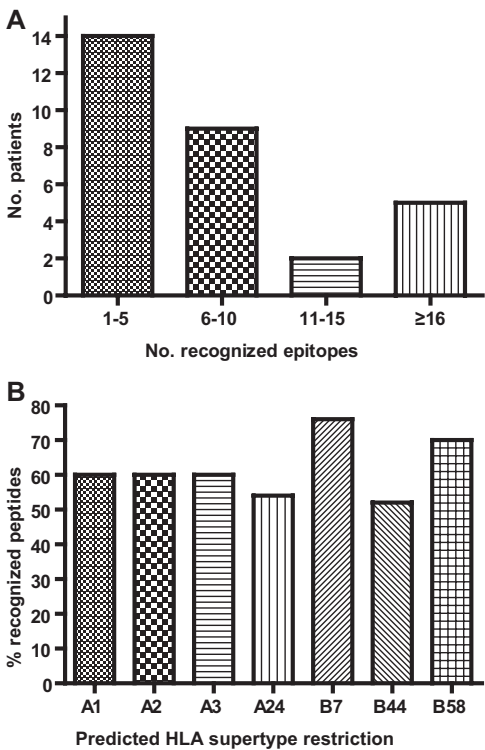 A
14
12
10
8
6
4
2
0
No. patients
1-5 6-10 11-15 ≥16
No. recognized epitopes
B
80
70
60
50
40
30
20
10
0
% recognized peptides
A1 A2 A3 A24 B7 B44 B58
Predicted HLA supertype restriction